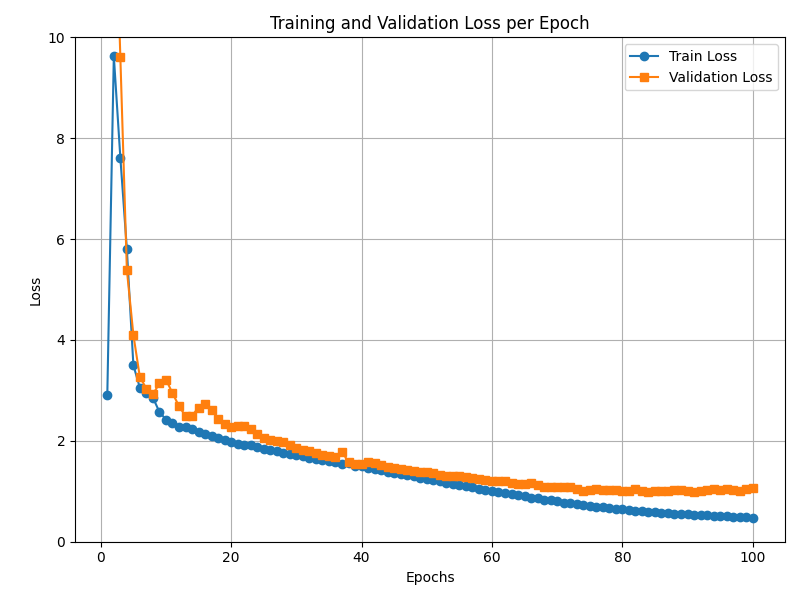 Training and Validation Loss per Epoch
10
8
6
4
2
0
Loss
Train Loss
Validation Loss
0 20 40 60 80 100
Epochs